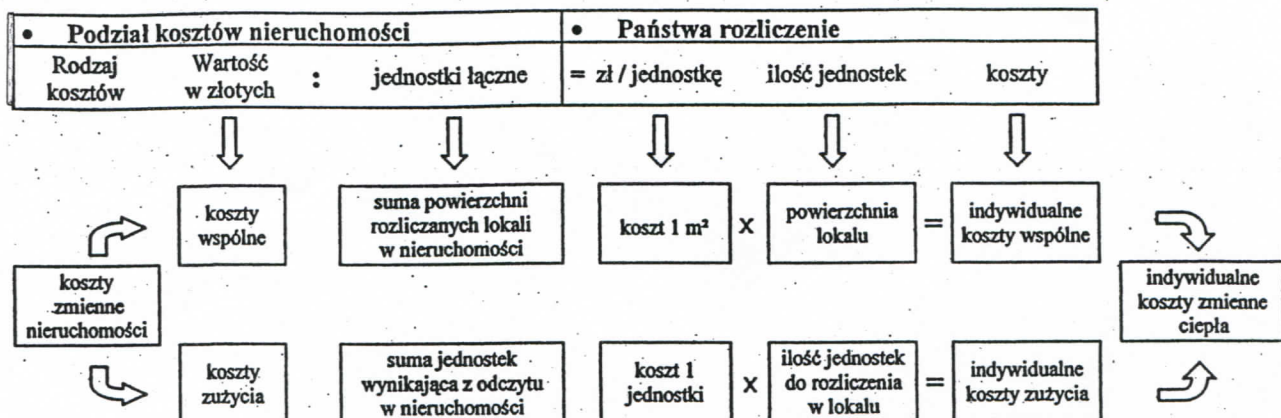 • Podział kosztów nieruchomości • Państwa rozliczenie
Rodzaj kosztów Wartość w złotych : jednostki łączne = zł / jednostkę ilość jednostek koszty
koszty
wspólne
suma powierzchni
rozliczanych lokali
w nieruchomości
koszt 1 m²
x
powierzchnia
lokalu
=
indywidualne
koszty wspólne
koszty
zmienne
nieruchomości
indywidualne
koszty zmienne
ciepła
koszty
zużycia
suma jednostek
wynikająca z odczytu
w nieruchomości
koszt 1
jednostki
x
ilość jednostek
do rozliczenia
w lokalu
=
indywidualne
koszty zużycia